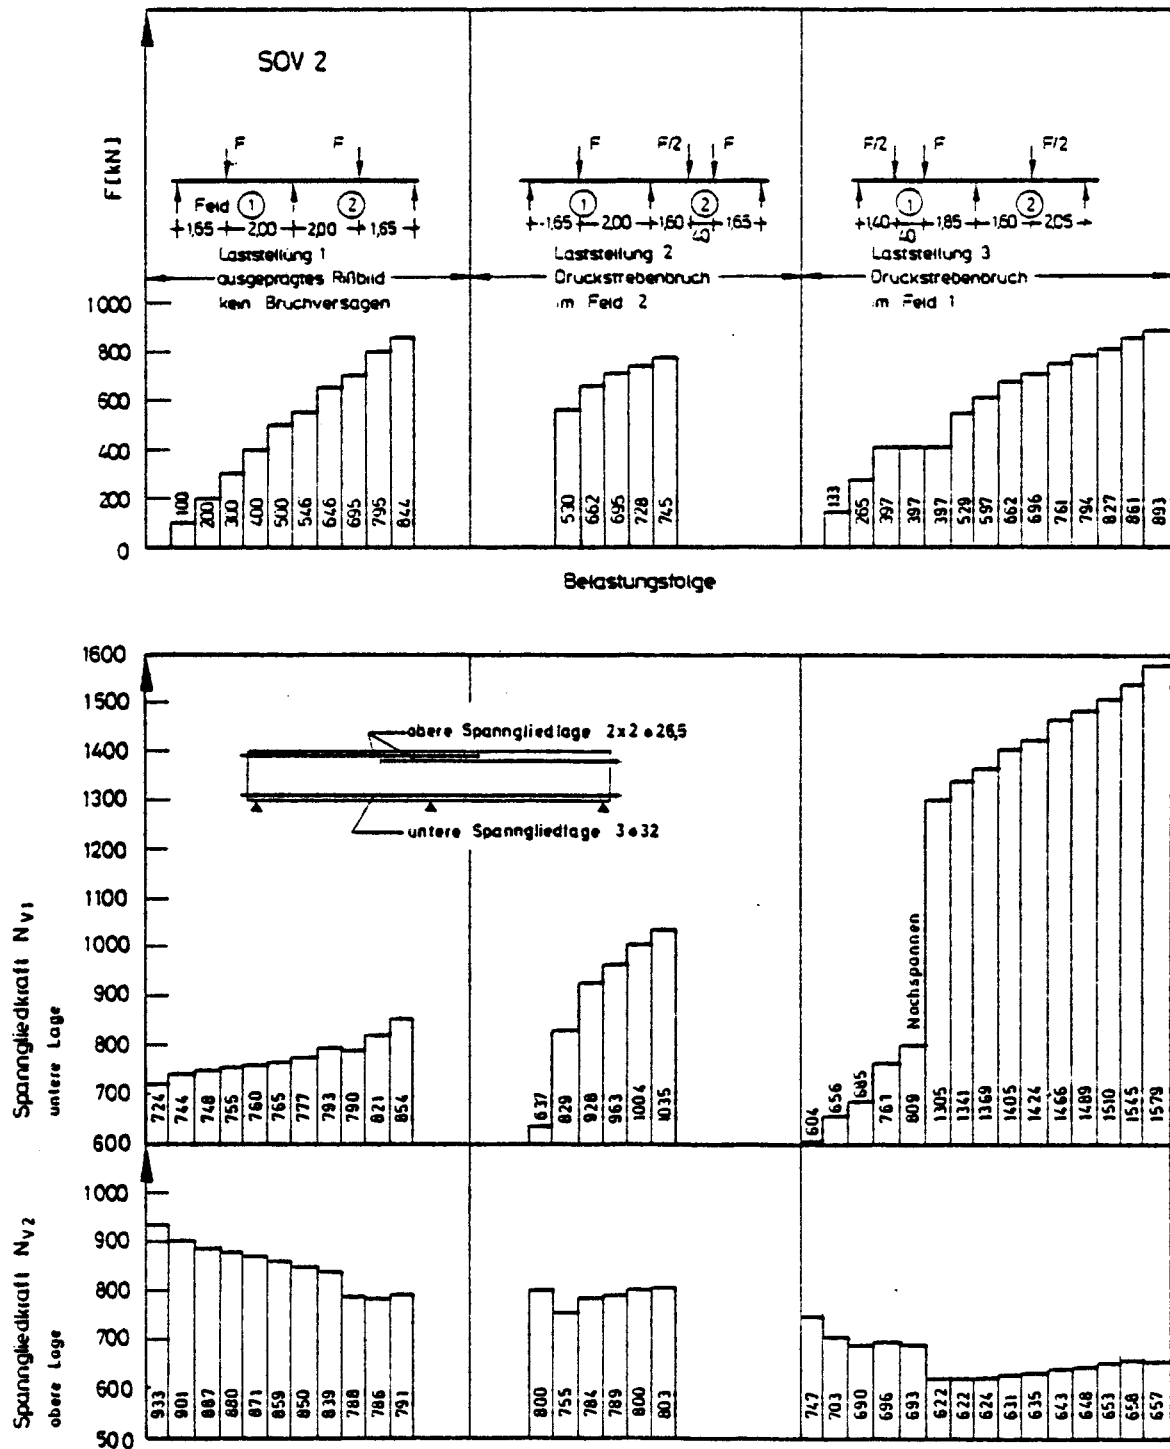 SOV 2
F [kN]
F F
Feld 1 2
1,65 2,00 2,00 1,65
Laststellung 1
ausgeprägtes Rißbild
kein Bruchversagen
F F/2 F
1 2
1,65 2,00 1,60 40 1,65
Laststellung 2
Druckstrebenbruch
im Feld 2
F/2 F F/2
1 2
1,40 40 1,85 1,60 2,05
Laststellung 3
Druckstrebenbruch
im Feld 1
1000
800
600
400
200
0
100 200 300 400 500 546 646 695 795 844
530 662 695 728 745
133 265 397 397 397 529 597 662 696 761 794 827 861 893
Belastungsfolge
Spanngliedkraft Nv1
untere Lage
1600
1500
1400
1300
1200
1100
1000
900
800
700
600
obere Spanngliedlage 2x2 ø 26,5
untere Spanngliedlage 3 ø 32
Nachspannen
724 744 748 755 760 765 777 793 790 821 854
637 829 928 963 1004 1035
604 656 685 761 809 1305 1341 1369 1405 1424 1466 1489 1510 1545 1579
Spanngliedkraft Nv2
obere Lage
1000
900
800
700
600
500
933 901 887 880 871 859 850 839 788 786 791
800 755 784 789 800 803
747 703 690 696 693 622 622 624 631 635 643 648 653 658 657